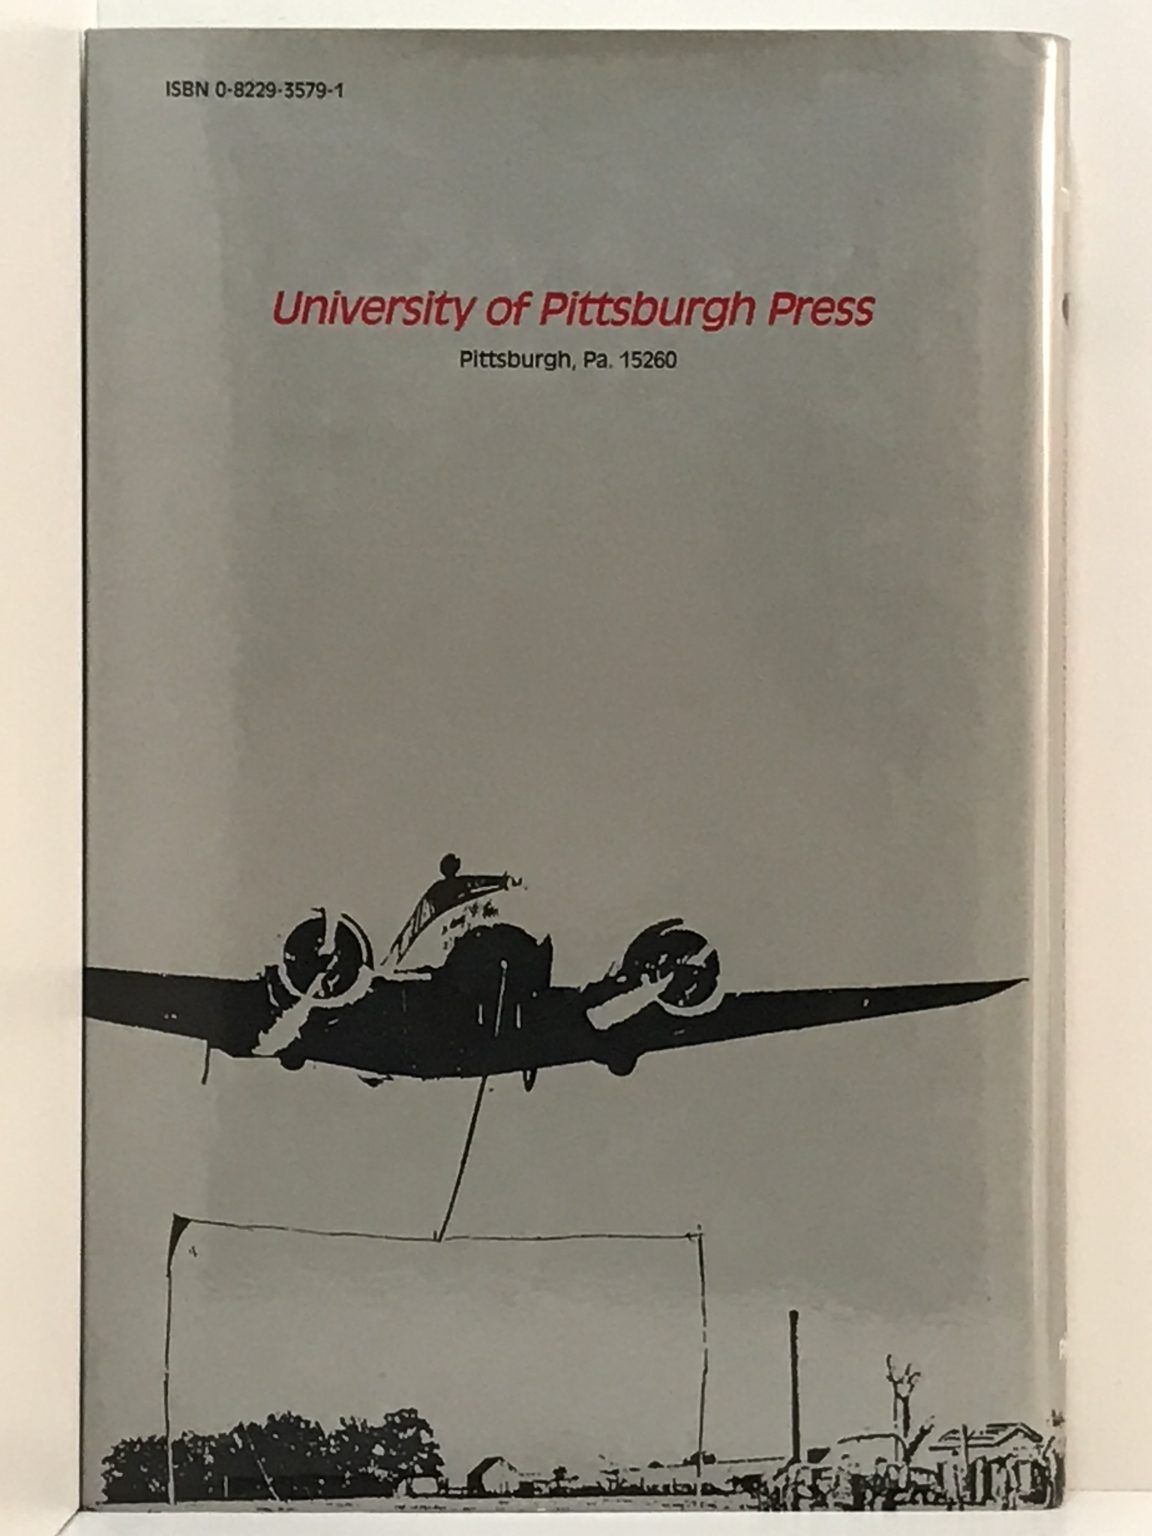 ISBN 0-8229-3579-1
University of Pittsburgh Press
Pittsburgh, Pa. 15260